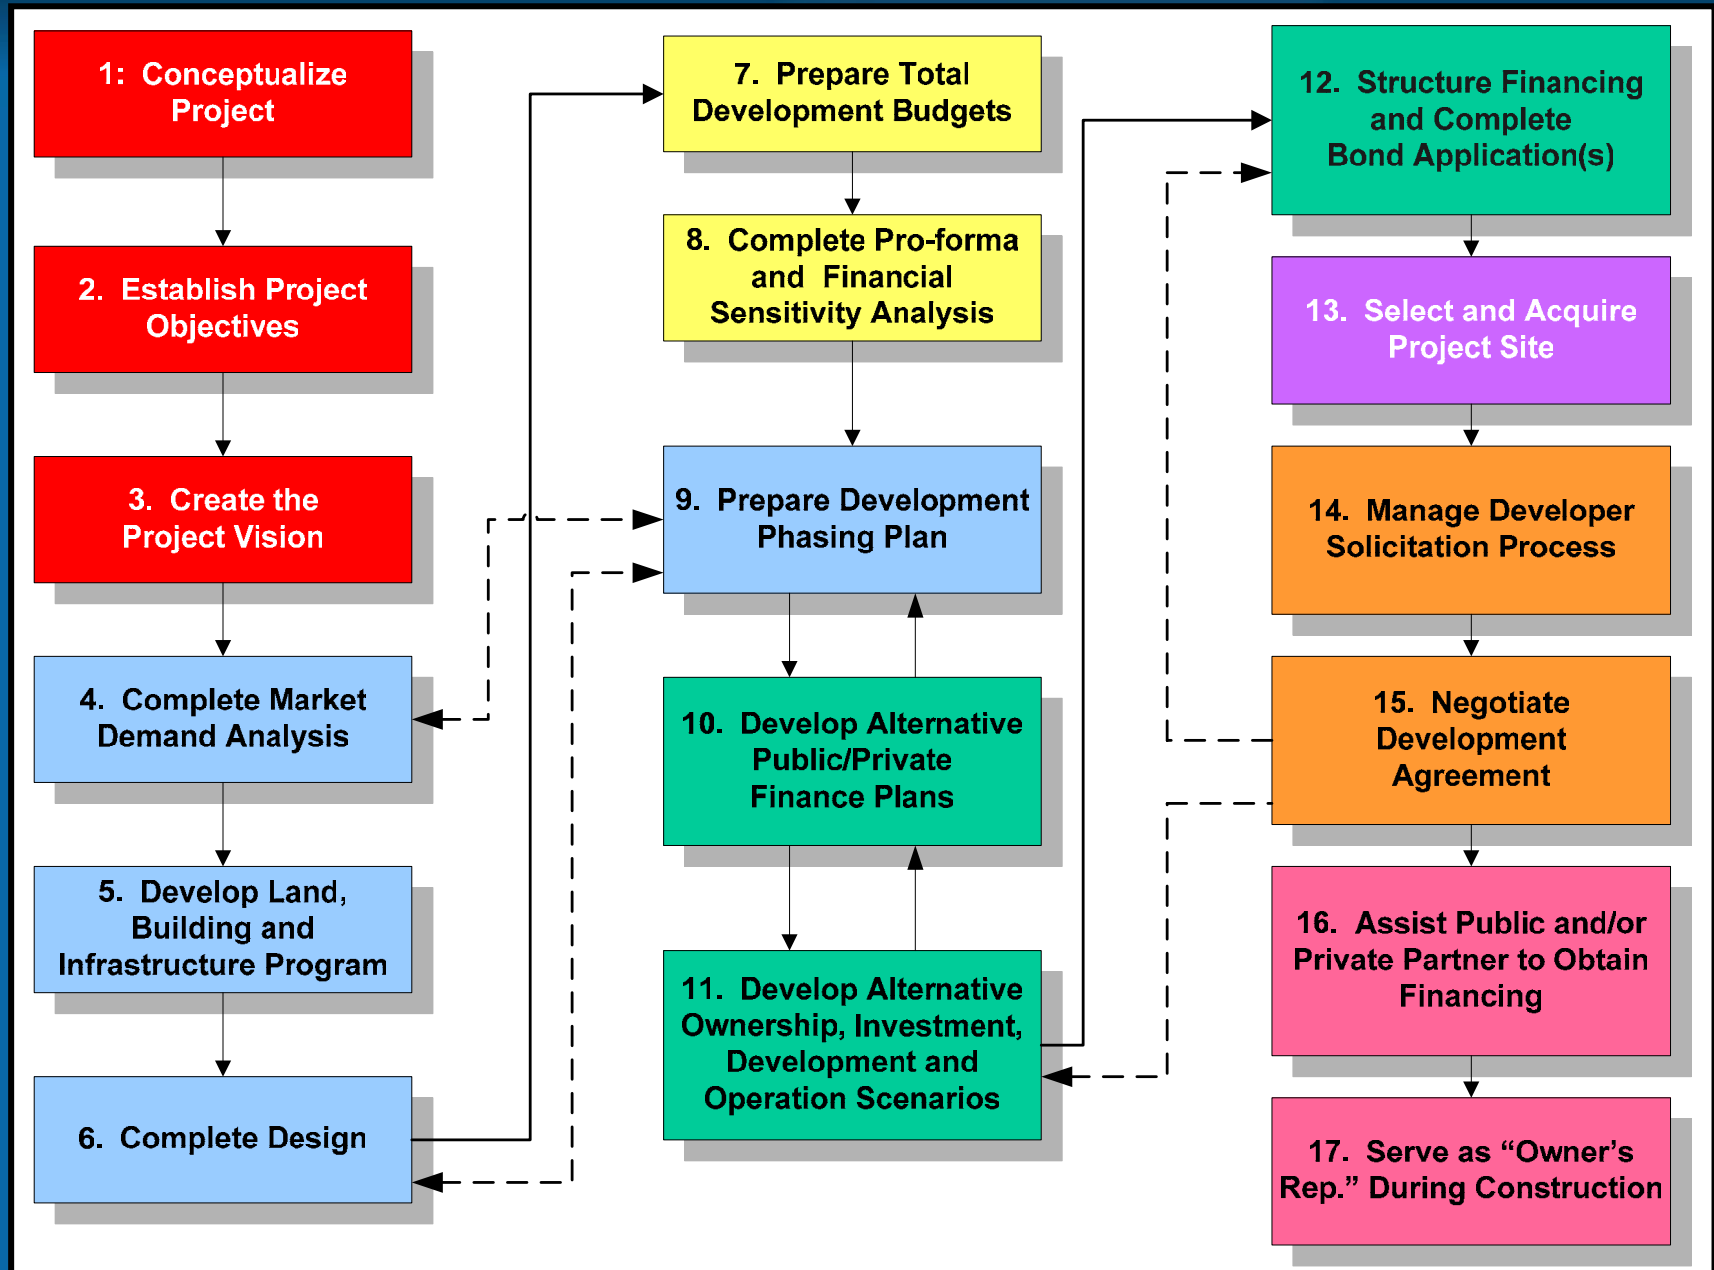 1: Conceptualize
Project
2. Establish Project
Objectives
3. Create the
Project Vision
4. Complete Market
Demand Analysis
5. Develop Land,
Building and
Infrastructure Program
6. Complete Design
7. Prepare Total
Development Budgets
8. Complete Pro-forma
and Financial
Sensitivity Analysis
9. Prepare Development
Phasing Plan
10. Develop Alternative
Public/Private
Finance Plans
11. Develop Alternative
Ownership, Investment,
Development and
Operation Scenarios
12. Structure Financing
and Complete
Bond Application(s)
13. Select and Acquire
Project Site
14. Manage Developer
Solicitation Process
15. Negotiate
Development
Agreement
16. Assist Public and/or
Private Partner to Obtain
Financing
17. Serve as “Owner’s
Rep.” During Construction